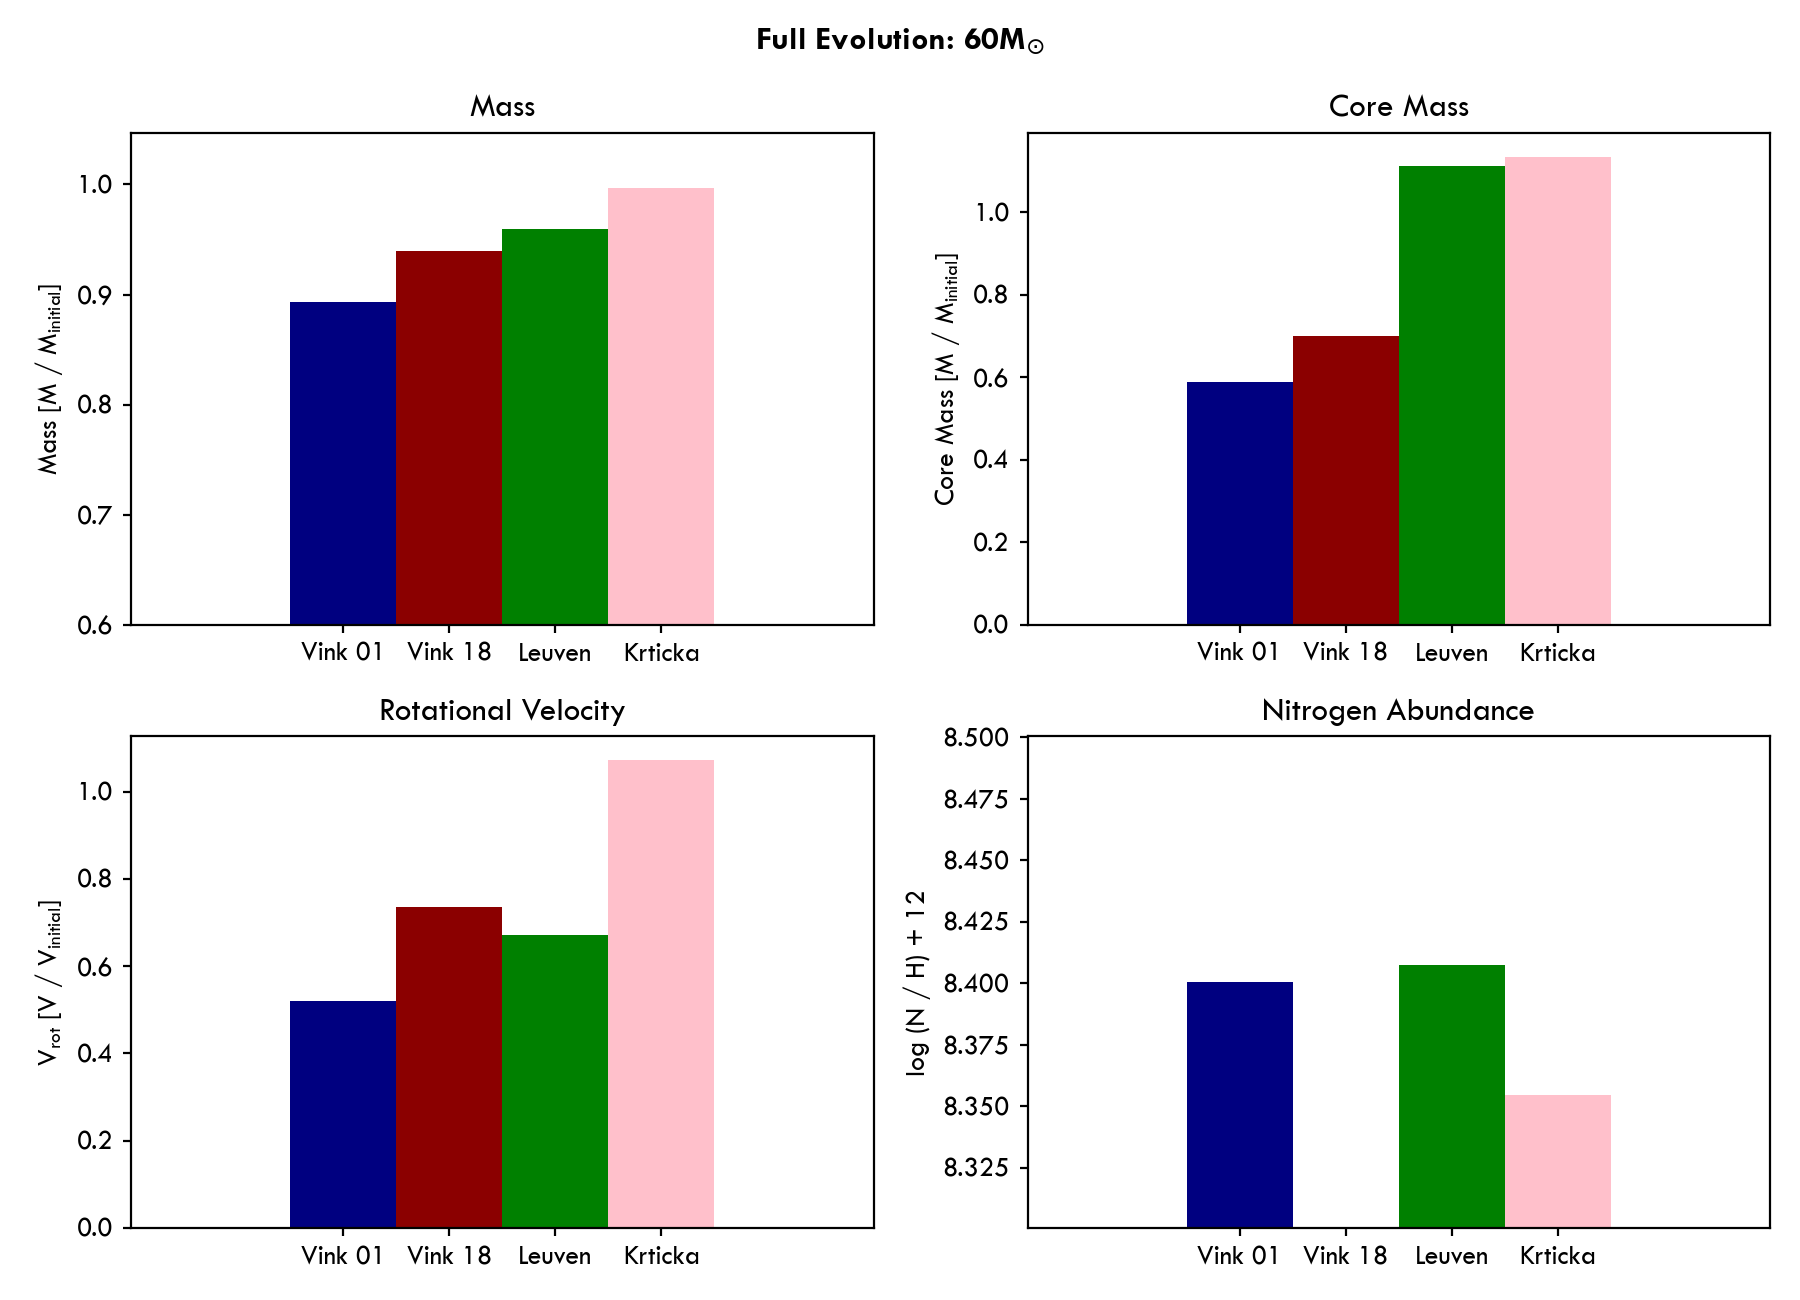 Full Evolution: 60M☉
Mass
Mass [M / Minitial]
1.0
0.9
0.8
0.7
0.6
Vink 01 Vink 18 Leuven Krticka
Core Mass
Core Mass [M / Minitial]
1.0
0.8
0.6
0.4
0.2
0.0
Vink 01 Vink 18 Leuven Krticka
Rotational Velocity
Vrot [V / Vinitial]
1.0
0.8
0.6
0.4
0.2
0.0
Vink 01 Vink 18 Leuven Krticka
Nitrogen Abundance
log (N / H) + 12
8.500
8.475
8.450
8.425
8.400
8.375
8.350
8.325
Vink 01 Vink 18 Leuven Krticka